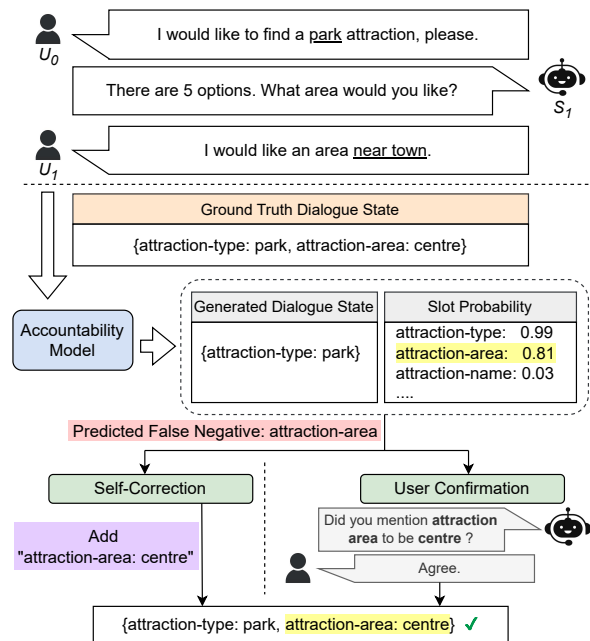 I would like to find a park attraction, please.
U0
There are 5 options. What area would you like?
S1
I would like an area near town.
U1
Ground Truth Dialogue State
{attraction-type: park, attraction-area: centre}
Accountability
Model
Generated Dialogue State
{attraction-type: park}
Slot Probability
attraction-type: 0.99
attraction-area: 0.81
attraction-name: 0.03
....
Predicted False Negative: attraction-area
Self-Correction
User Confirmation
Add
"attraction-area: centre"
Did you mention attraction
area to be centre ?
Agree.
{attraction-type: park, attraction-area: centre} ✓